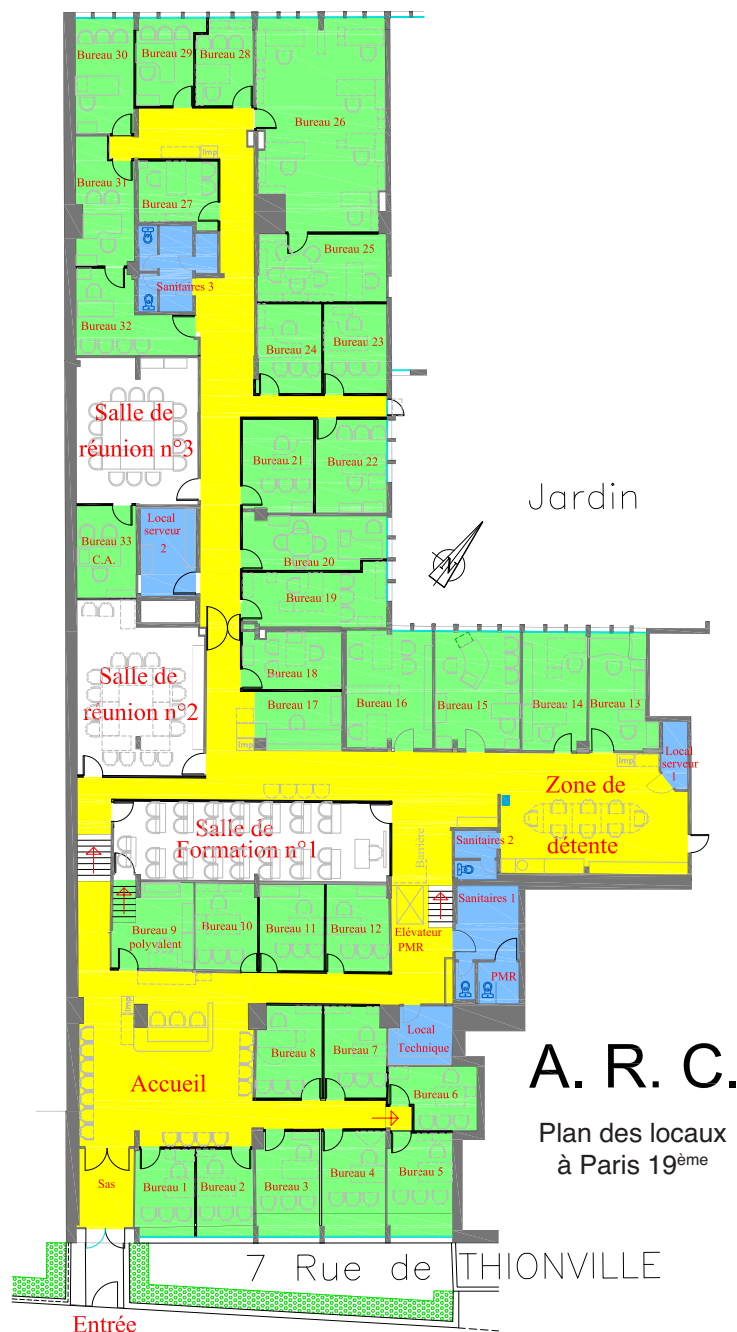 Bureau 30
Bureau 29
Bureau 28
Bureau 26
Imp
Bureau 31
Bureau 27
Bureau 25
Sanitaires 3
Bureau 32
Bureau 24
Bureau 23
Salle de
réunion n°3
Bureau 21
Bureau 22
Jardin
Local
serveur
2
Bureau 33
C.A.
Bureau 20
Bureau 19
Salle de
réunion n°2
Bureau 18
Bureau 17
Bureau 16
Bureau 15
Bureau 14
Bureau 13
Imp
Imp
Local
serveur
1
Zone de
détente
Salle de
Formation n°1
Barrière
Sanitaires 2
Sanitaires 1
Bureau 9
polyvalent
Bureau 10
Bureau 11
Bureau 12
Elévateur
PMR
PMR
Imp
Local
Technique
Bureau 8
Bureau 7
Accueil
Bureau 6
A. R. C.
Plan des locaux
à Paris 19ème
Sas
Bureau 1
Bureau 2
Bureau 3
Bureau 4
Bureau 5
7 Rue de THIONVILLE
Entrée